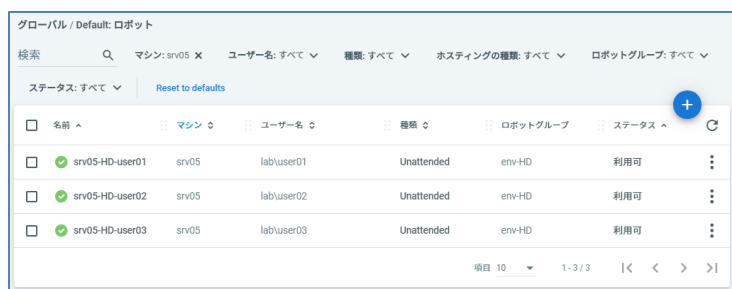 グローバル / Default: ロボット
検索 マシン: srv05 × ユーザー名: すべて 種類: すべて ホスティングの種類: すべて ロボットグループ: すべて
ステータス: すべて Reset to defaults
名前 マシン ユーザー名 種類 ロボットグループ ステータス
srv05-HD-user01 srv05 lab\user01 Unattended env-HD 利用可
srv05-HD-user02 srv05 lab\user02 Unattended env-HD 利用可
srv05-HD-user03 srv05 lab\user03 Unattended env-HD 利用可
項目 10 1 - 3 / 3